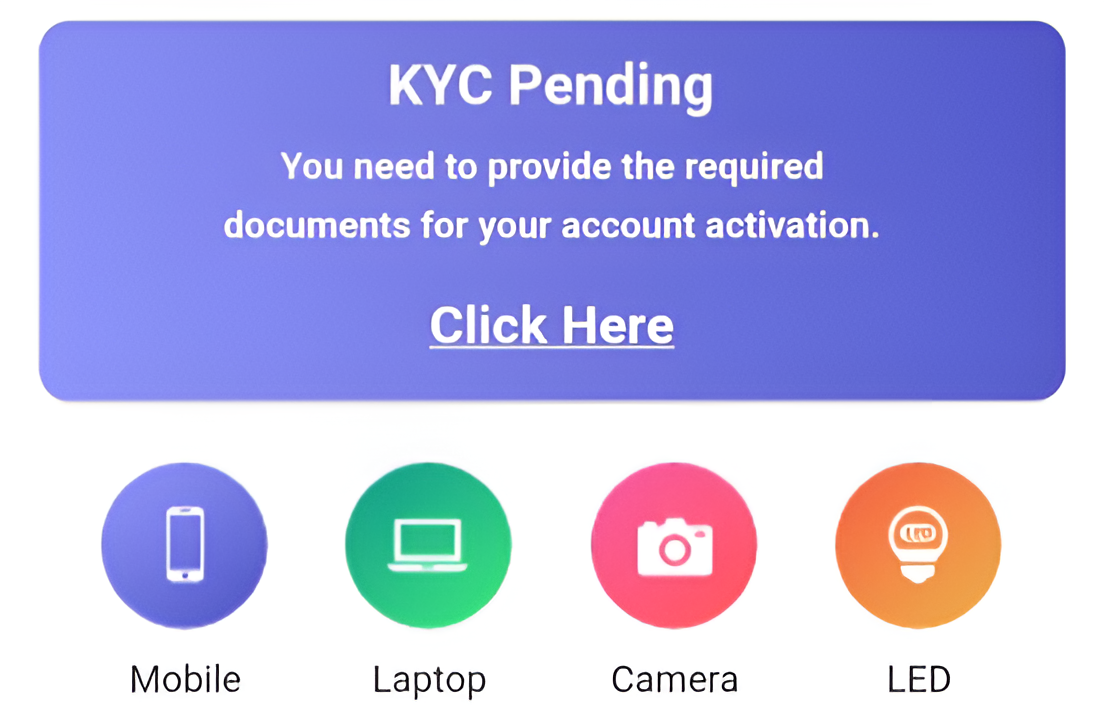 KYC Pending
You need to provide the required
documents for your account activation.
Click Here
LED
Mobile
Laptop
Camera
LED